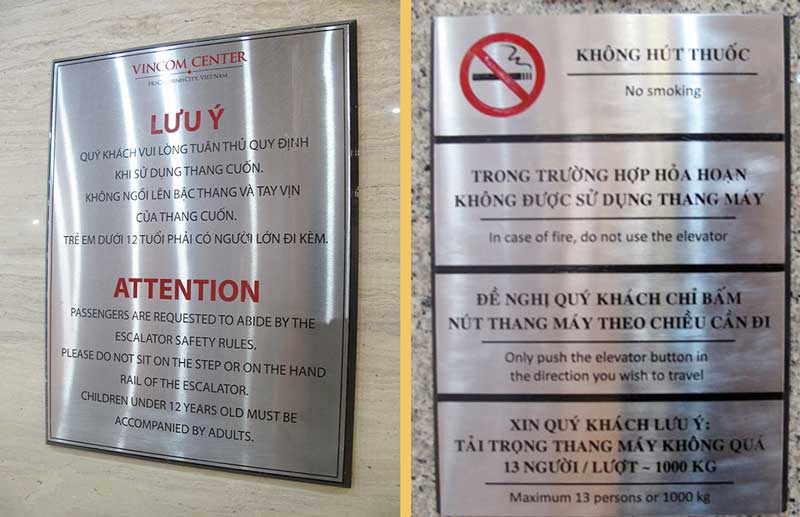 VINCOM CENTER
HO CHI MINH CITY, VIET NAM
LƯU Ý
QUÝ KHÁCH VUI LÒNG TUÂN THỦ QUY ĐỊNH
KHI SỬ DỤNG THANG CUỐN.
KHÔNG NGỒI LÊN BẬC THANG VÀ TAY VỊN
CỦA THANG CUỐN.
TRẺ EM DƯỚI 12 TUỔI PHẢI CÓ NGƯỜI LỚN ĐI KÈM.
ATTENTION
PASSENGERS ARE REQUESTED TO ABIDE BY THE
ESCALATOR SAFETY RULES.
PLEASE DO NOT SIT ON THE STEP OR ON THE HAND
RAIL OF THE ESCALATOR.
CHILDREN UNDER 12 YEARS OLD MUST BE
ACCOMPANIED BY ADULTS.
KHÔNG HÚT THUỐC
No smoking
TRONG TRƯỜNG HỢP HỎA HOẠN
KHÔNG ĐƯỢC SỬ DỤNG THANG MÁY
In case of fire, do not use the elevator
ĐỀ NGHỊ QUÝ KHÁCH CHỈ BẤM
NÚT THANG MÁY THEO CHIỀU CẦN ĐI
Only push the elevator button in
the direction you wish to travel
XIN QUÝ KHÁCH LƯU Ý:
TẢI TRỌNG THANG MÁY KHÔNG QUÁ
13 NGƯỜI / LƯỢT ~ 1000 KG
Maximum 13 persons or 1000 kg